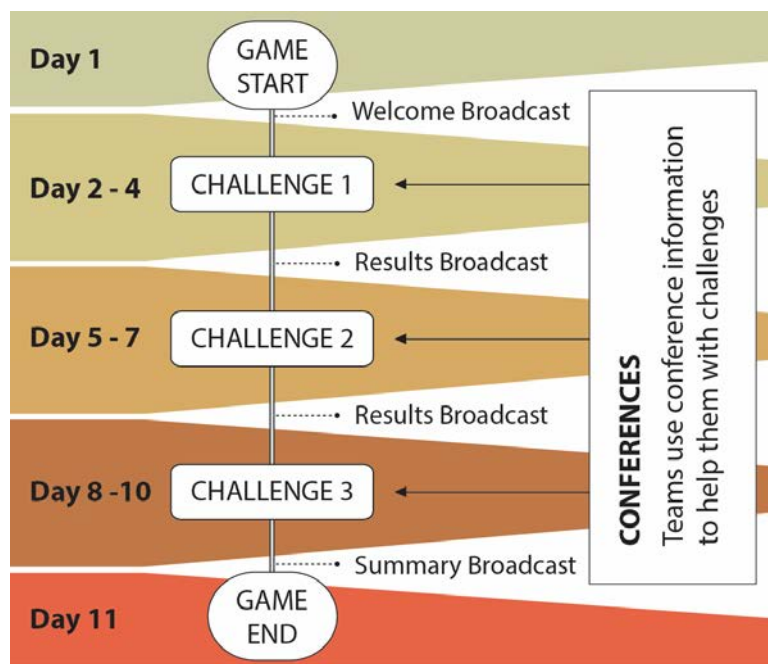 Day 1
GAME
START
Welcome Broadcast
Day 2 - 4
CHALLENGE 1
Results Broadcast
Day 5 - 7
CHALLENGE 2
Results Broadcast
Day 8 -10
CHALLENGE 3
Summary Broadcast
Day 11
GAME
END
CONFERENCES
Teams use conference information
to help them with challenges